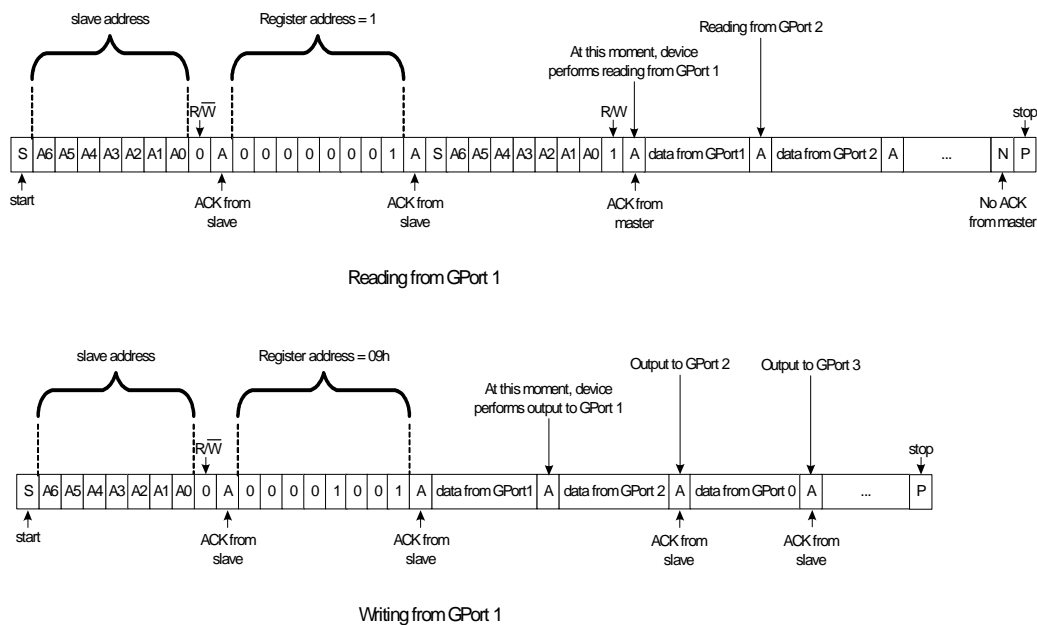 slave address
Register address = 1
Reading from GPort 2
At this moment, device
performs reading from GPort 1
R/W
R/W
stop
S A6 A5 A4 A3 A2 A1 A0 0 A 0 0 0 0 0 0 0 1 A S A6 A5 A4 A3 A2 A1 A0 1 A data from GPort1 A data from GPort 2 A ... N P
start
ACK from
slave
ACK from
slave
ACK from
master
No ACK
from master
Reading from GPort 1
slave address
Register address = 09h
Output to GPort 2
Output to GPort 3
At this moment, device
performs output to GPort 1
R/W
stop
S A6 A5 A4 A3 A2 A1 A0 0 A 0 0 0 0 1 0 0 1 A data from GPort1 A data from GPort 2 A data from GPort 0 A ... P
start
ACK from
slave
ACK from
slave
ACK from
slave
ACK from
slave
Writing from GPort 1